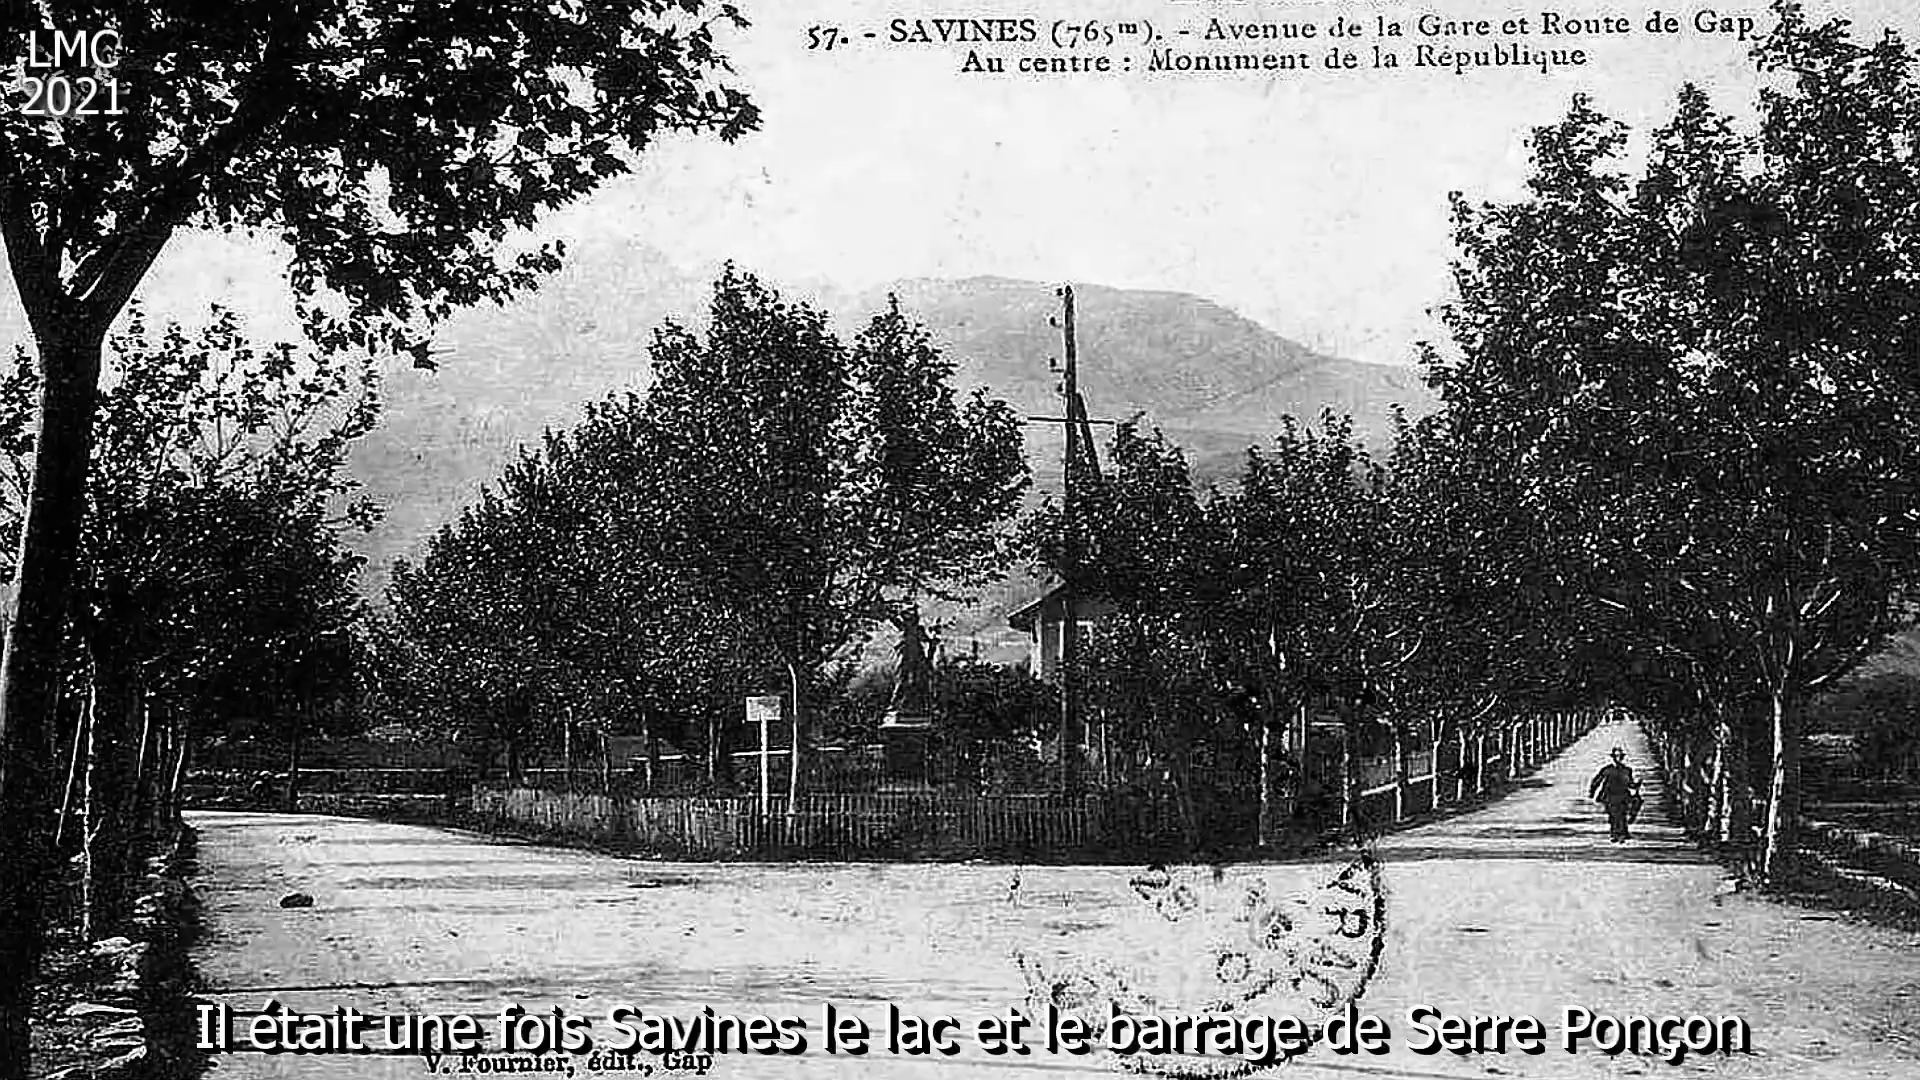 LMC
2021
57. - SAVINES (765m). - Avenue de la Gare et Route de Gap
Au centre : Monument de la République
Il était une fois Savines le lac et le barrage de Serre Ponçon
V. Fournier, édit., Gap